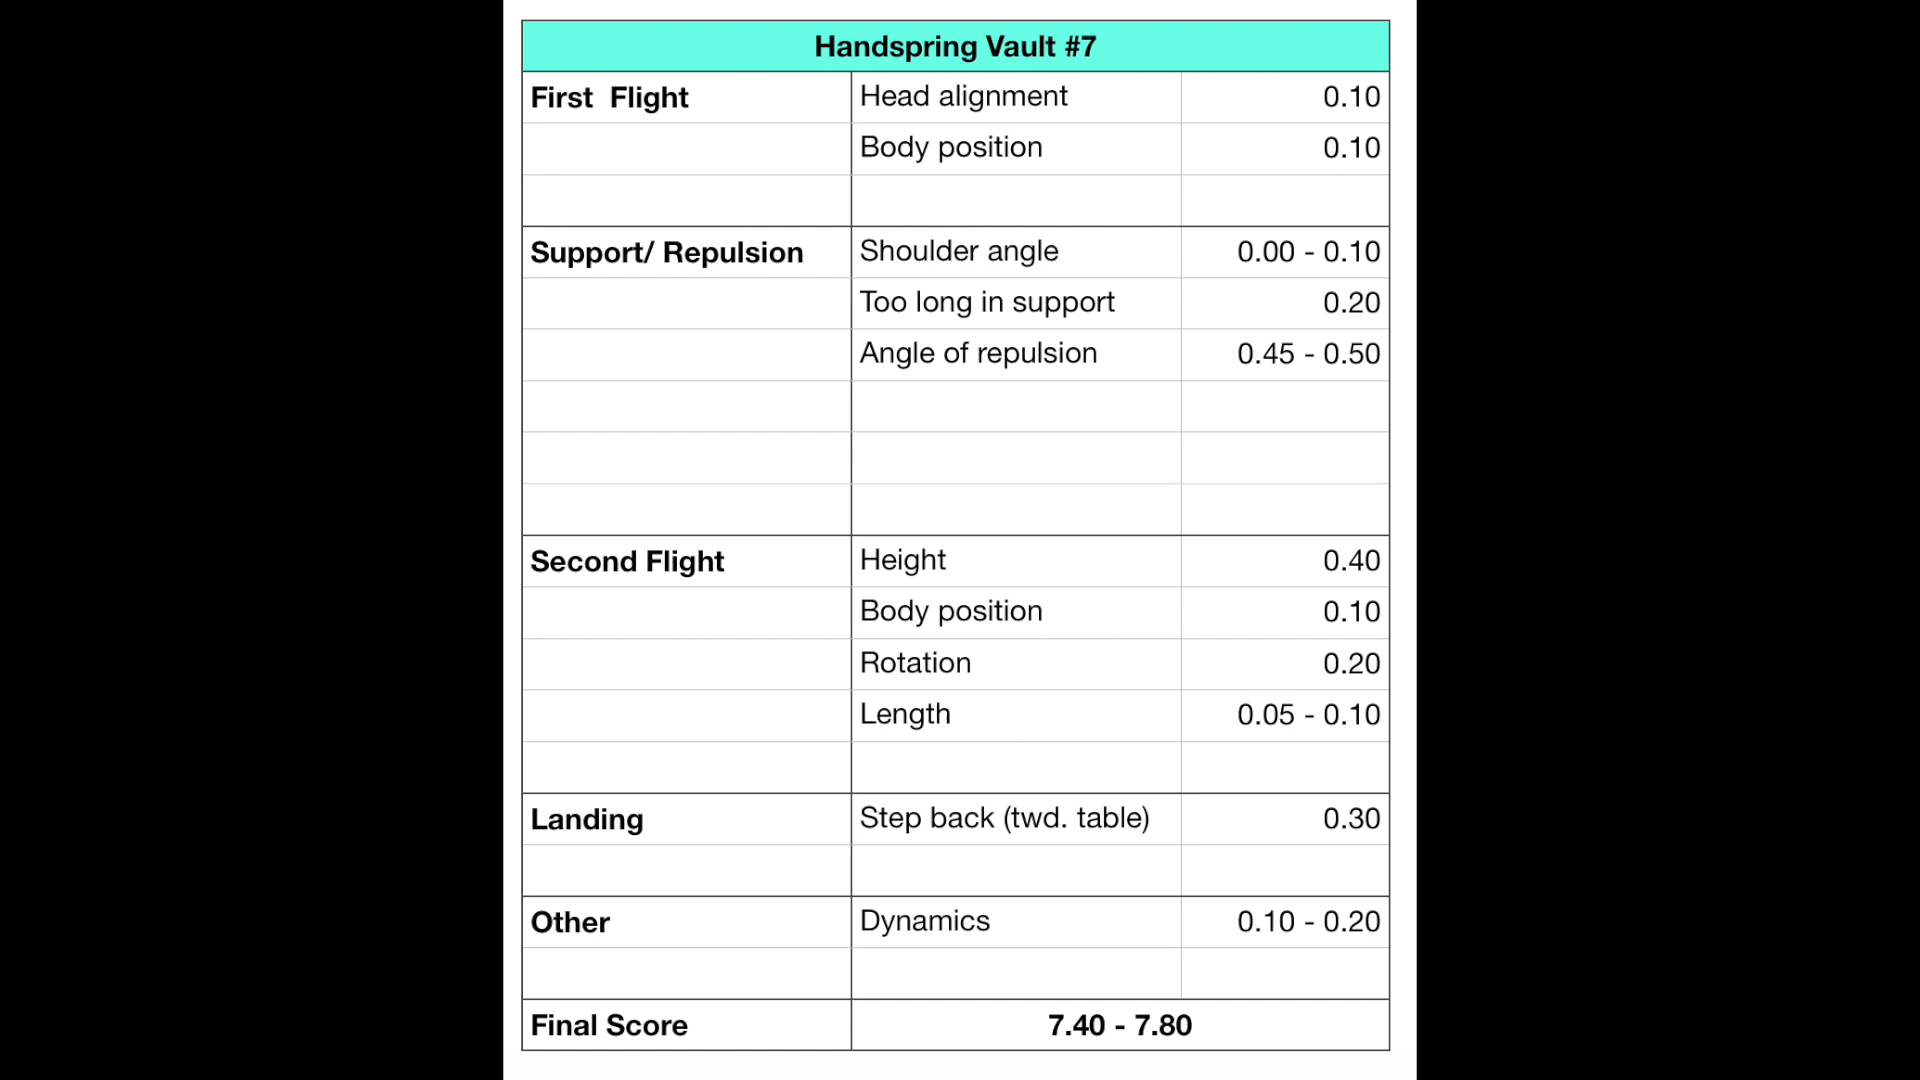 Handspring Vault #7
First Flight Head alignment 0.10
Body position 0.10
Support/ Repulsion Shoulder angle 0.00 - 0.10
Too long in support 0.20
Angle of repulsion 0.45 - 0.50
Second Flight Height 0.40
Body position 0.10
Rotation 0.20
Length 0.05 - 0.10
Landing Step back (twd. table) 0.30
Other Dynamics 0.10 - 0.20
Final Score 7.40 - 7.80